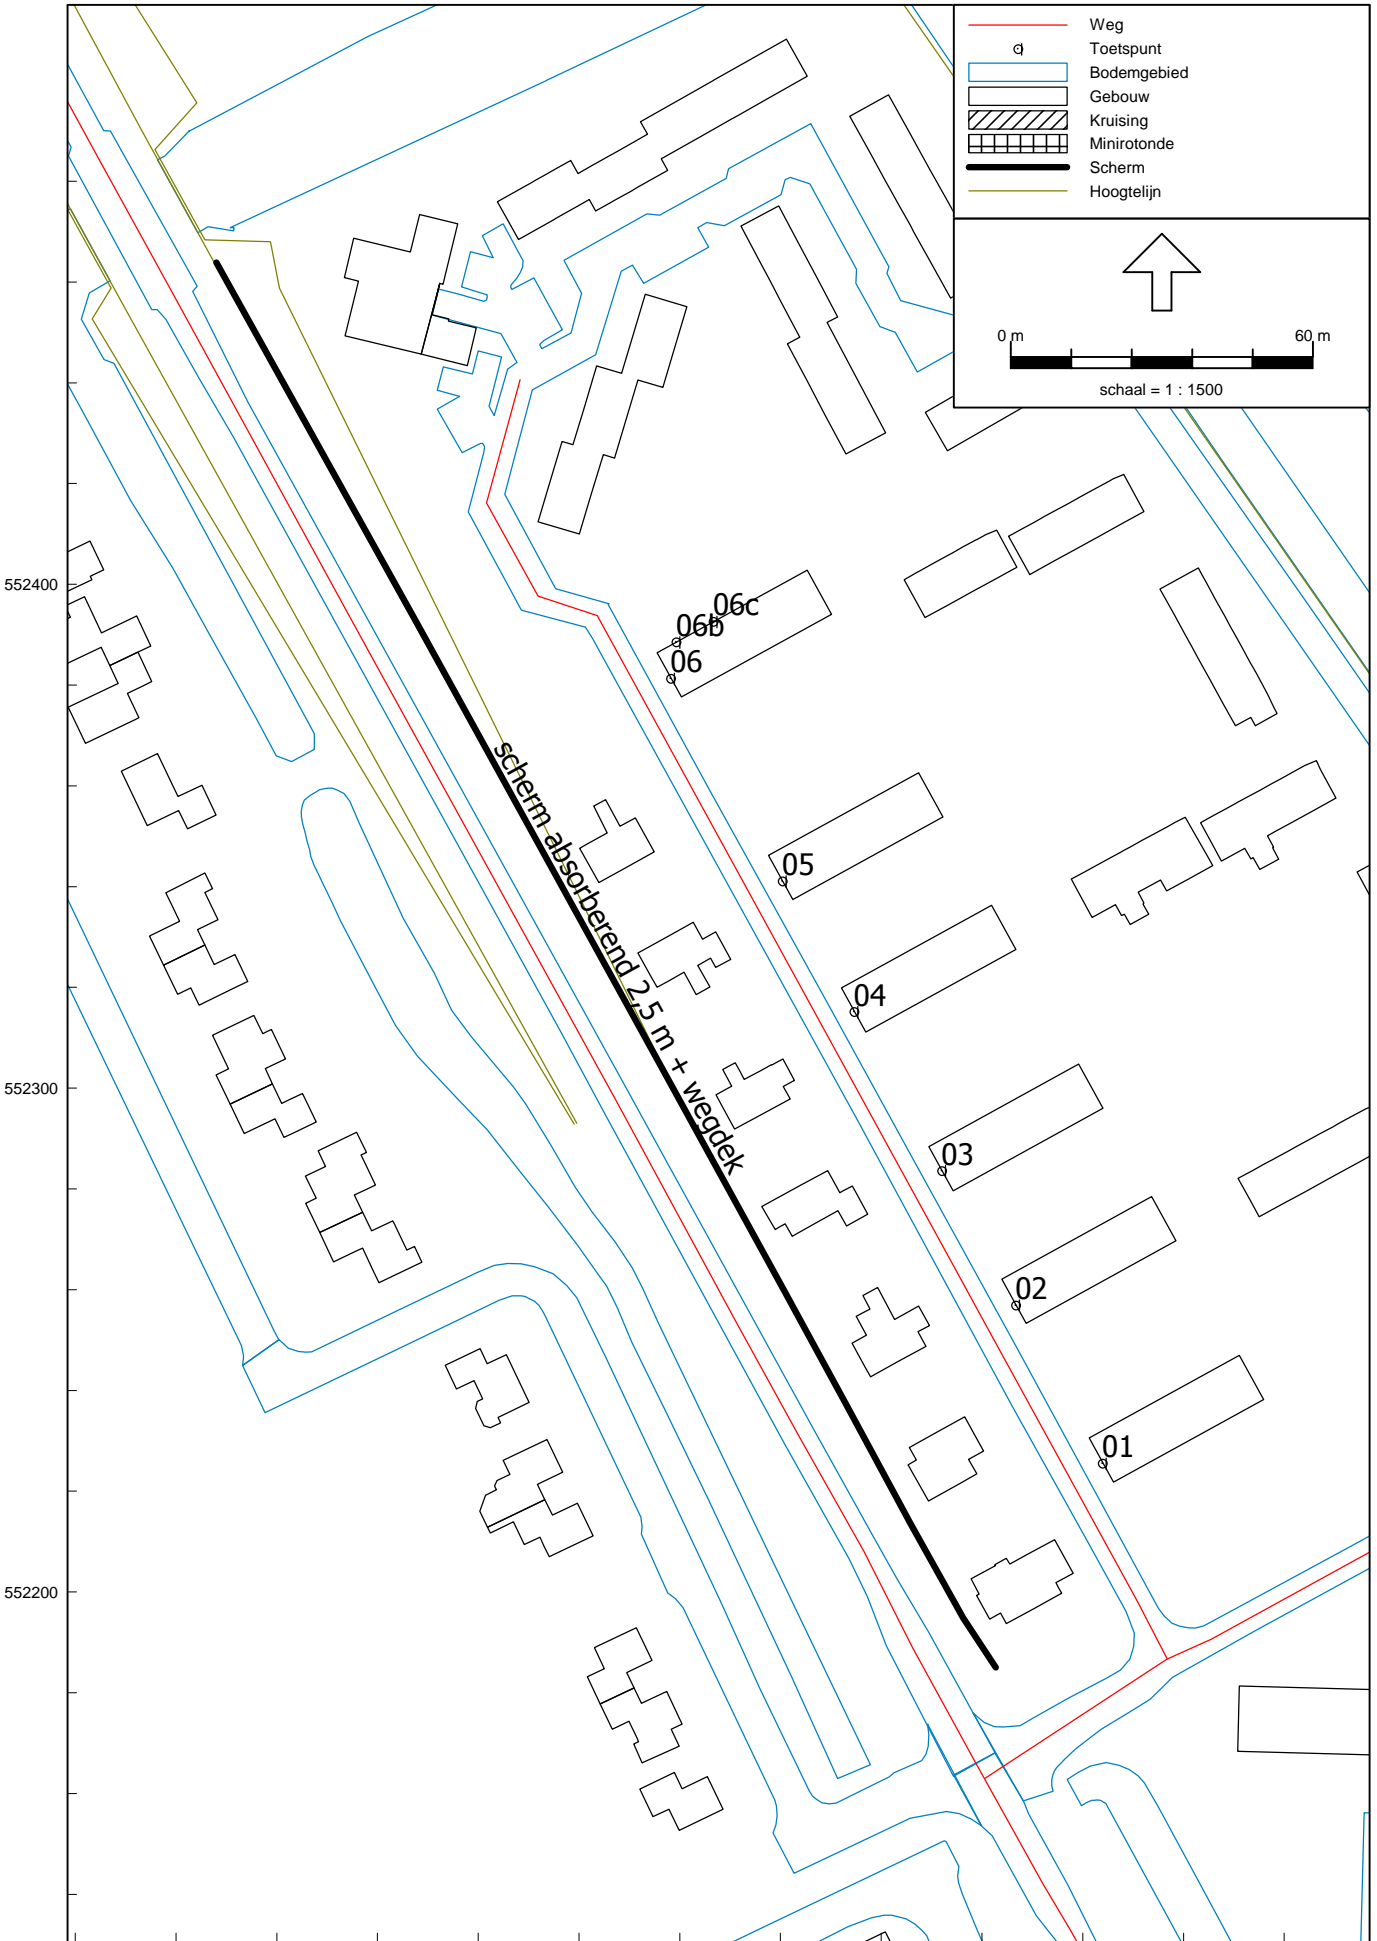 Weg
Toetspunt
Bodemgebied
Gebouw
Kruising
Minirotonde
Scherm
Hoogtelijn
0 m 60 m
schaal = 1 : 1500
552400
06c
06b
06
scherm absorberend 2,5 m + wegdek
05
04
552300
03
02
01
552200